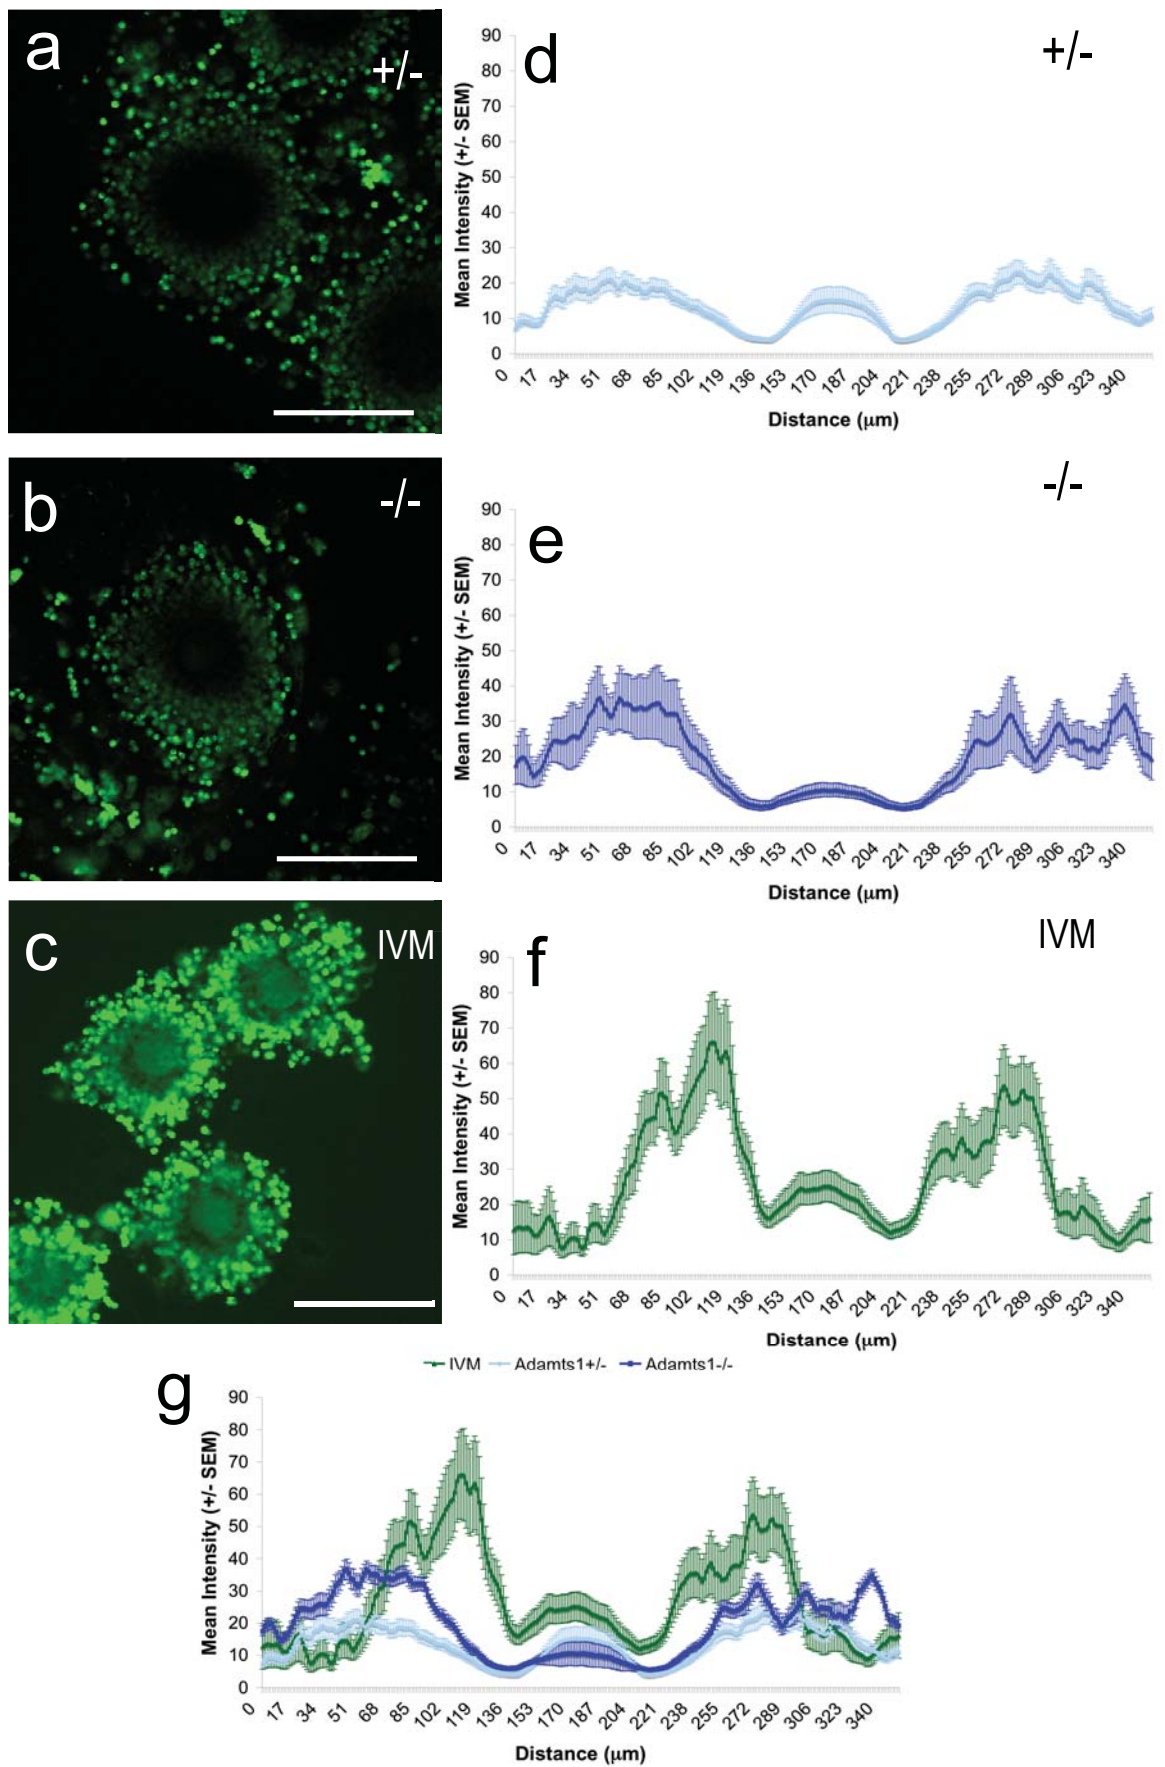 a
+/-
d
+/-
90
80
70
60
50
40
30
20
10
0
Mean Intensity (+/- SEM)
0 17 34 51 68 85 102 119 136 153 170 187 204 221 238 255 272 289 306 323 340
Distance (µm)
b
-/-
e
-/-
90
80
70
60
50
40
30
20
10
0
Mean Intensity (+/- SEM)
0 17 34 51 68 85 102 119 136 153 170 187 204 221 238 255 272 289 306 323 340
Distance (µm)
c
IVM
f
IVM
90
80
70
60
50
40
30
20
10
0
Mean Intensity (+/- SEM)
0 17 34 51 68 85 102 119 136 153 170 187 204 221 238 255 272 289 306 323 340
Distance (µm)
IVM Adamts1+/- Adamts1-/-
g
90
80
70
60
50
40
30
20
10
0
Mean Intensity (+/- SEM)
0 17 34 51 68 85 102 119 136 153 170 187 204 221 238 255 272 289 306 323 340
Distance (µm)